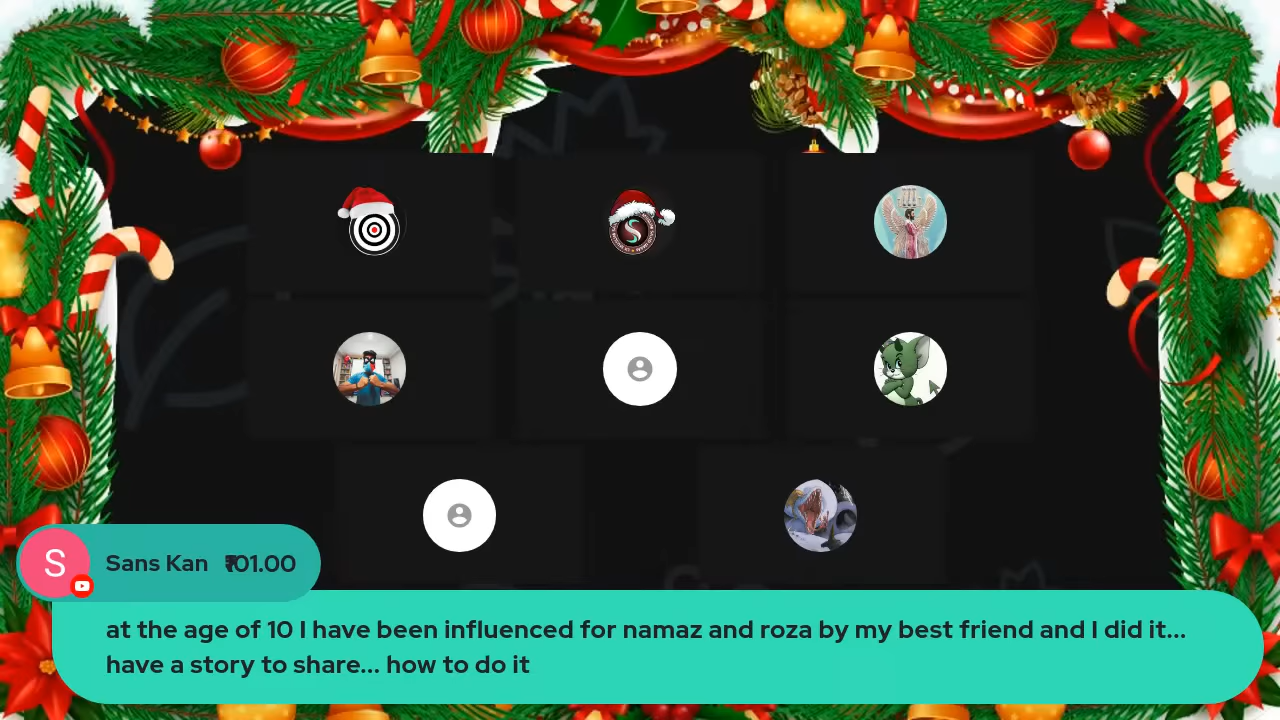 S
Sans Kan ₹101.00
at the age of 10 I have been influenced for namaz and roza by my best friend and I did it...
have a story to share... how to do it